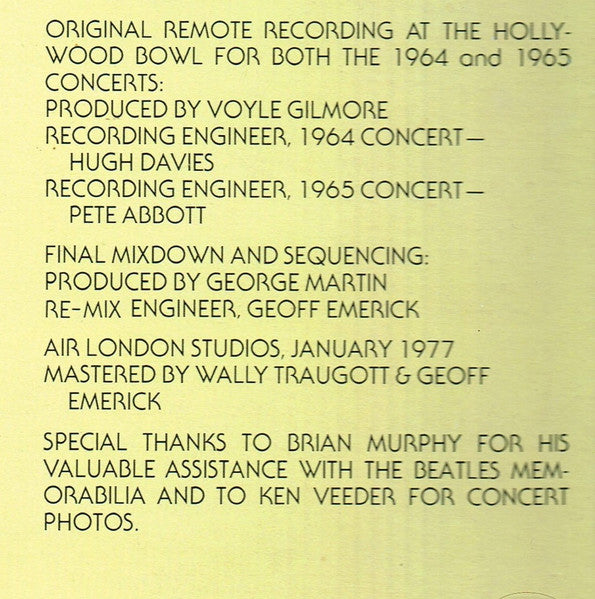 ORIGINAL REMOTE RECORDING AT THE HOLLY-
WOOD BOWL FOR BOTH THE 1964 and 1965
CONCERTS:
PRODUCED BY VOYLE GILMORE
RECORDING ENGINEER, 1964 CONCERT—
HUGH DAVIES
RECORDING ENGINEER, 1965 CONCERT—
PETE ABBOTT
FINAL MIXDOWN AND SEQUENCING:
PRODUCED BY GEORGE MARTIN
RE-MIX ENGINEER, GEOFF EMERICK
AIR LONDON STUDIOS, JANUARY 1977
MASTERED BY WALLY TRAUGOTT & GEOFF
EMERICK
SPECIAL THANKS TO BRIAN MURPHY FOR HIS
VALUABLE ASSISTANCE WITH THE BEATLES MEM-
ORABILIA AND TO KEN VEEDER FOR CONCERT
PHOTOS.